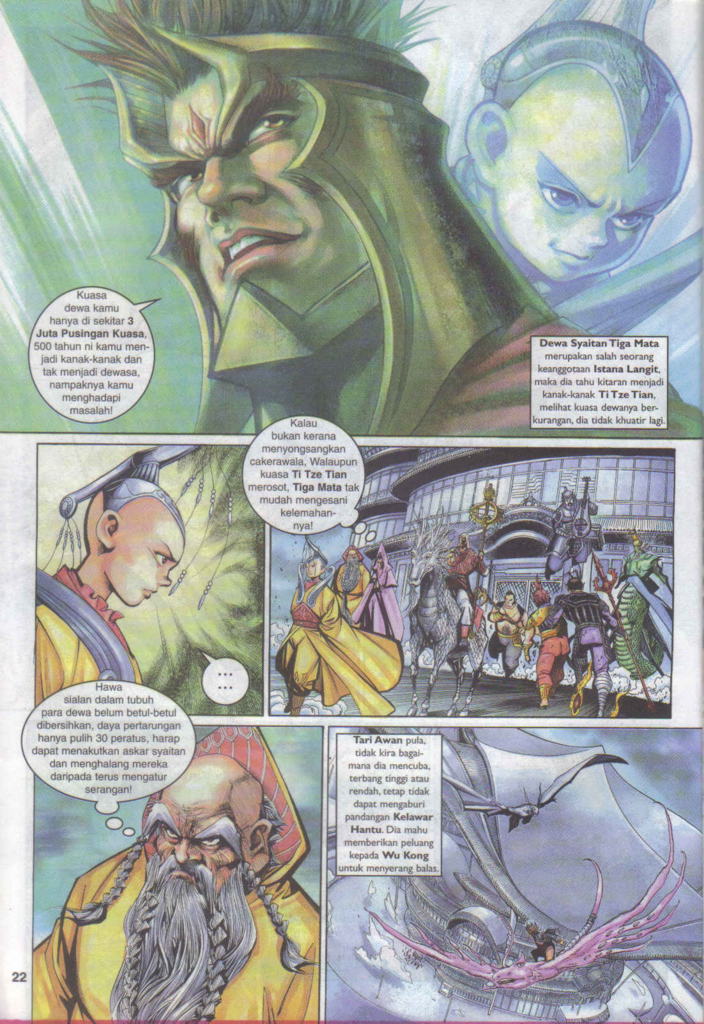 Kuasa
dewa kamu
hanya di sekitar 3
Juta Pusingan Kuasa,
500 tahun ni kamu men-
jadi kanak-kanak dan
tak menjadi dewasa,
nampaknya kamu
menghadapi
masalah!
Dewa Syaitan Tiga Mata
merupakan salah seorang
keanggotaan Istana Langit,
maka dia tahu kitaran menjadi
kanak-kanak Ti Tze Tian,
melihat kuasa dewanya ber-
kurangan, dia tidak khuatir lagi.
Kalau
bukan kerana
menyongsangkan
cakerawala, Walaupun
kuasa Ti Tze Tian
merosot, Tiga Mata tak
mudah mengesani
kelemahan-
nya!
...
...
Hawa
sialan dalam tubuh
para dewa belum betul-betul
dibersihkan, daya pertarungan
hanya pulih 30 peratus, harap
dapat menakutkan askar syaitan
dan menghalang mereka
daripada terus mengatur
serangan!
Tari Awan pula,
tidak kira bagai-
mana dia mencuba,
terbang tinggi atau
rendah, tetap tidak
dapat mengaburi
pandangan Kelawar
Hantu. Dia mahu
memberikan peluang
kepada Wu Kong
untuk menyerang balas.
22